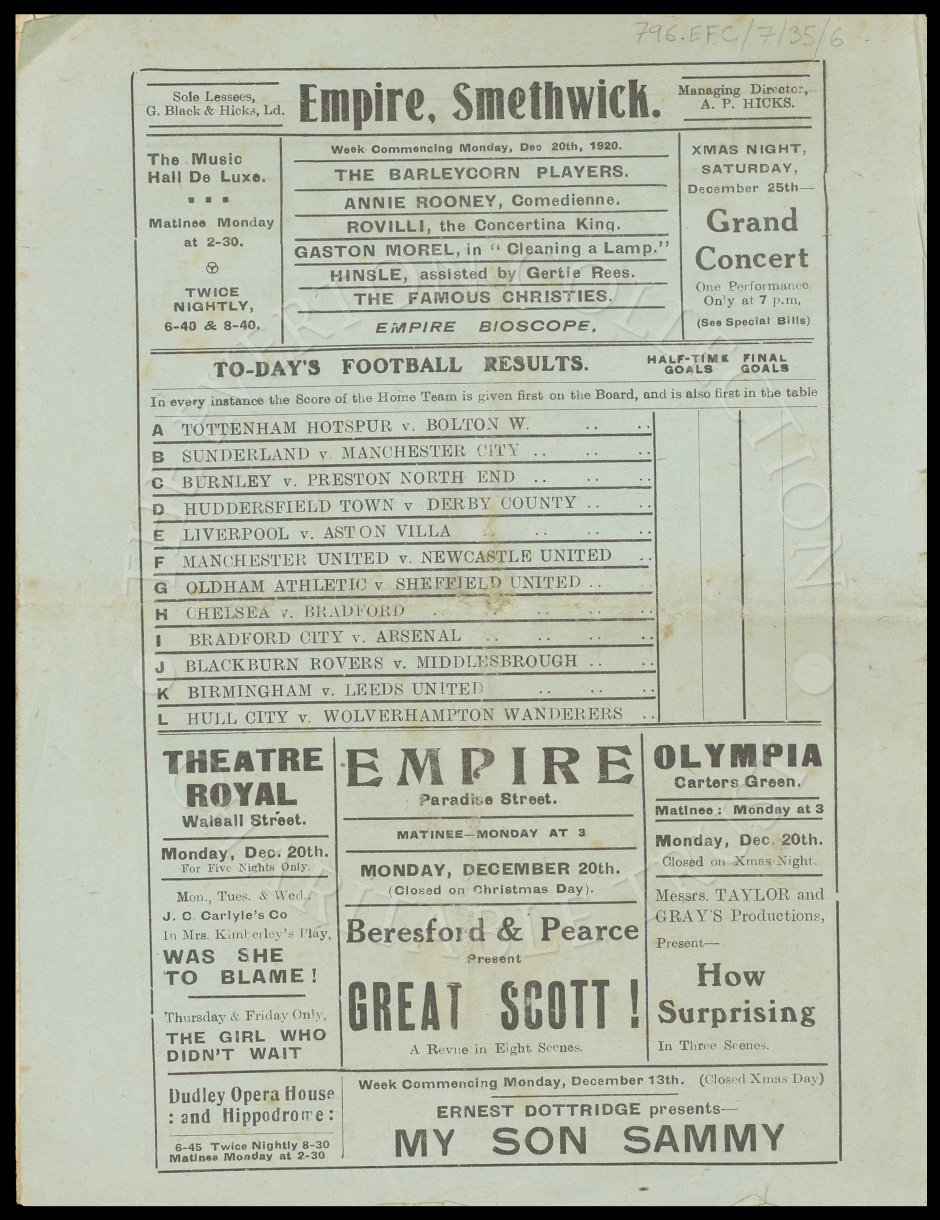 796.EFC/7/35/6
Sole Lessees,
G. Black & Hicks, Ld.
Empire, Smethwick.
Managing Director,
A. P. HICKS.
The Music
Hall De Luxe.
Matinee Monday
at 2-30.
TWICE
NIGHTLY,
6-40 & 8-40.
Week Commencing Monday, Dec 20th, 1920.
THE BARLEYCORN PLAYERS.
ANNIE ROONEY, Comedienne.
ROVILLI, the Concertina King.
GASTON MOREL, in "Cleaning a Lamp."
HINSLE, assisted by Gertie Rees.
THE FAMOUS CHRISTIES.
EMPIRE BIOSCOPE.
XMAS NIGHT,
SATURDAY,
December 25th—
Grand
Concert
One Performance
Only at 7 p.m,
(See Special Bills)
TO-DAY'S FOOTBALL RESULTS.
HALF-TIME GOALS
FINAL GOALS
In every instance the Score of the Home Team is given first on the Board, and is also first in the table
A TOTTENHAM HOTSPUR v. BOLTON W. .. ..
B SUNDERLAND v. MANCHESTER CITY .. .. ..
C BURNLEY v. PRESTON NORTH END .. .. ..
D HUDDERSFIELD TOWN v DERBY COUNTY .. ..
E LIVERPOOL v. ASTON VILLA .. .. ..
F MANCHESTER UNITED v. NEWCASTLE UNITED ..
G OLDHAM ATHLETIC v. SHEFFIELD UNITED .. ..
H CHELSEA v. BRADFORD .. .. .. .. ..
I BRADFORD CITY v. ARSENAL .. .. .. ..
J BLACKBURN ROVERS v. MIDDLESBROUGH .. ..
K BIRMINGHAM v. LEEDS UNITED .. .. ..
L HULL CITY v. WOLVERHAMPTON WANDERERS ..
THEATRE
ROYAL
Walsall Street.
Monday, Dec. 20th.
For Five Nights Only.
Mon., Tues. & Wed.,
J. C. Carlyle's Co
In Mrs. Kimberley's Play,
WAS SHE
TO BLAME!
Thursday & Friday Only,
THE GIRL WHO
DIDN'T WAIT
EMPIRE
Paradise Street.
MATINEE—MONDAY AT 3
MONDAY, DECEMBER 20th.
(Closed on Christmas Day).
Beresford & Pearce
Present
GREAT SCOTT!
A Revue in Eight Scenes.
OLYMPIA
Carters Green.
Matinee: Monday at 3
Monday, Dec. 20th.
Closed on Xmas Night.
Messrs. TAYLOR and
GRAY'S Productions,
Present—
How
Surprising
In Three Scenes.
Dudley Opera House
: and Hippodrome :
6-45 Twice Nightly 8-30
Matinee Monday at 2-30
Week Commencing Monday, December 13th. (Closed Xmas Day)
ERNEST DOTTRIDGE presents—
MY SON SAMMY
THE EVERTON COLLECTION
CHARITABLE TRUST